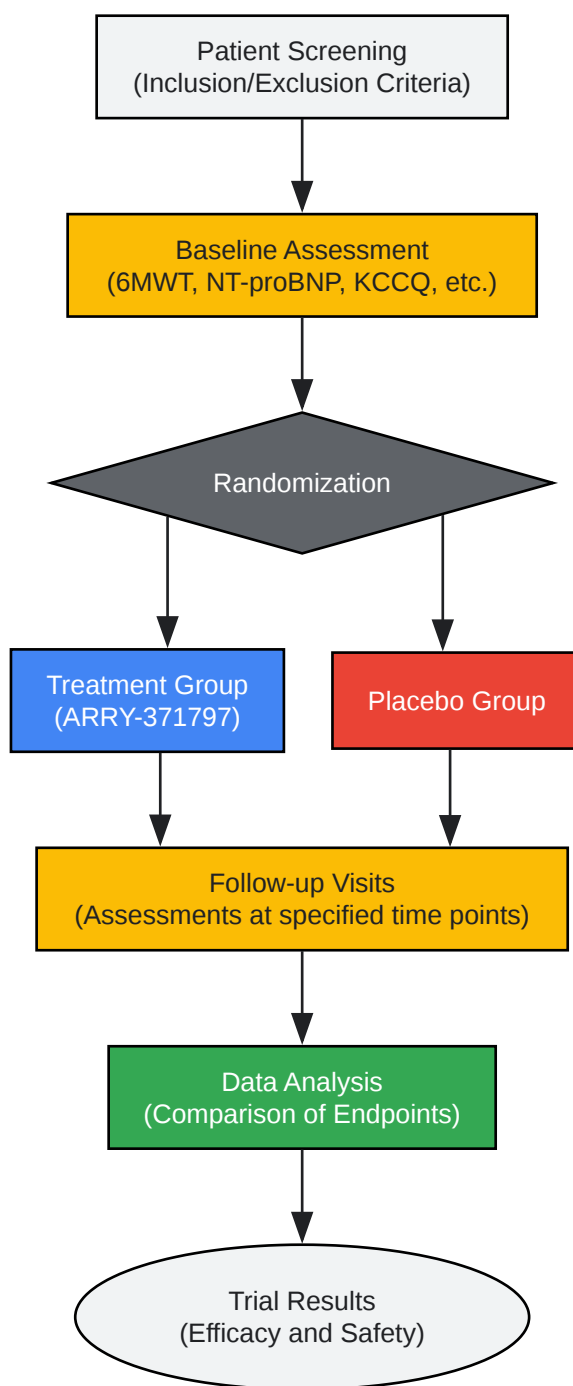 Patient Screening
(Inclusion/Exclusion Criteria)
Baseline Assessment
(6MWT, NT-proBNP, KCCQ, etc.)
Randomization
Treatment Group
(ARRY-371797)
Placebo Group
Follow-up Visits
(Assessments at specified time points)
Data Analysis
(Comparison of Endpoints)
Trial Results
(Efficacy and Safety)